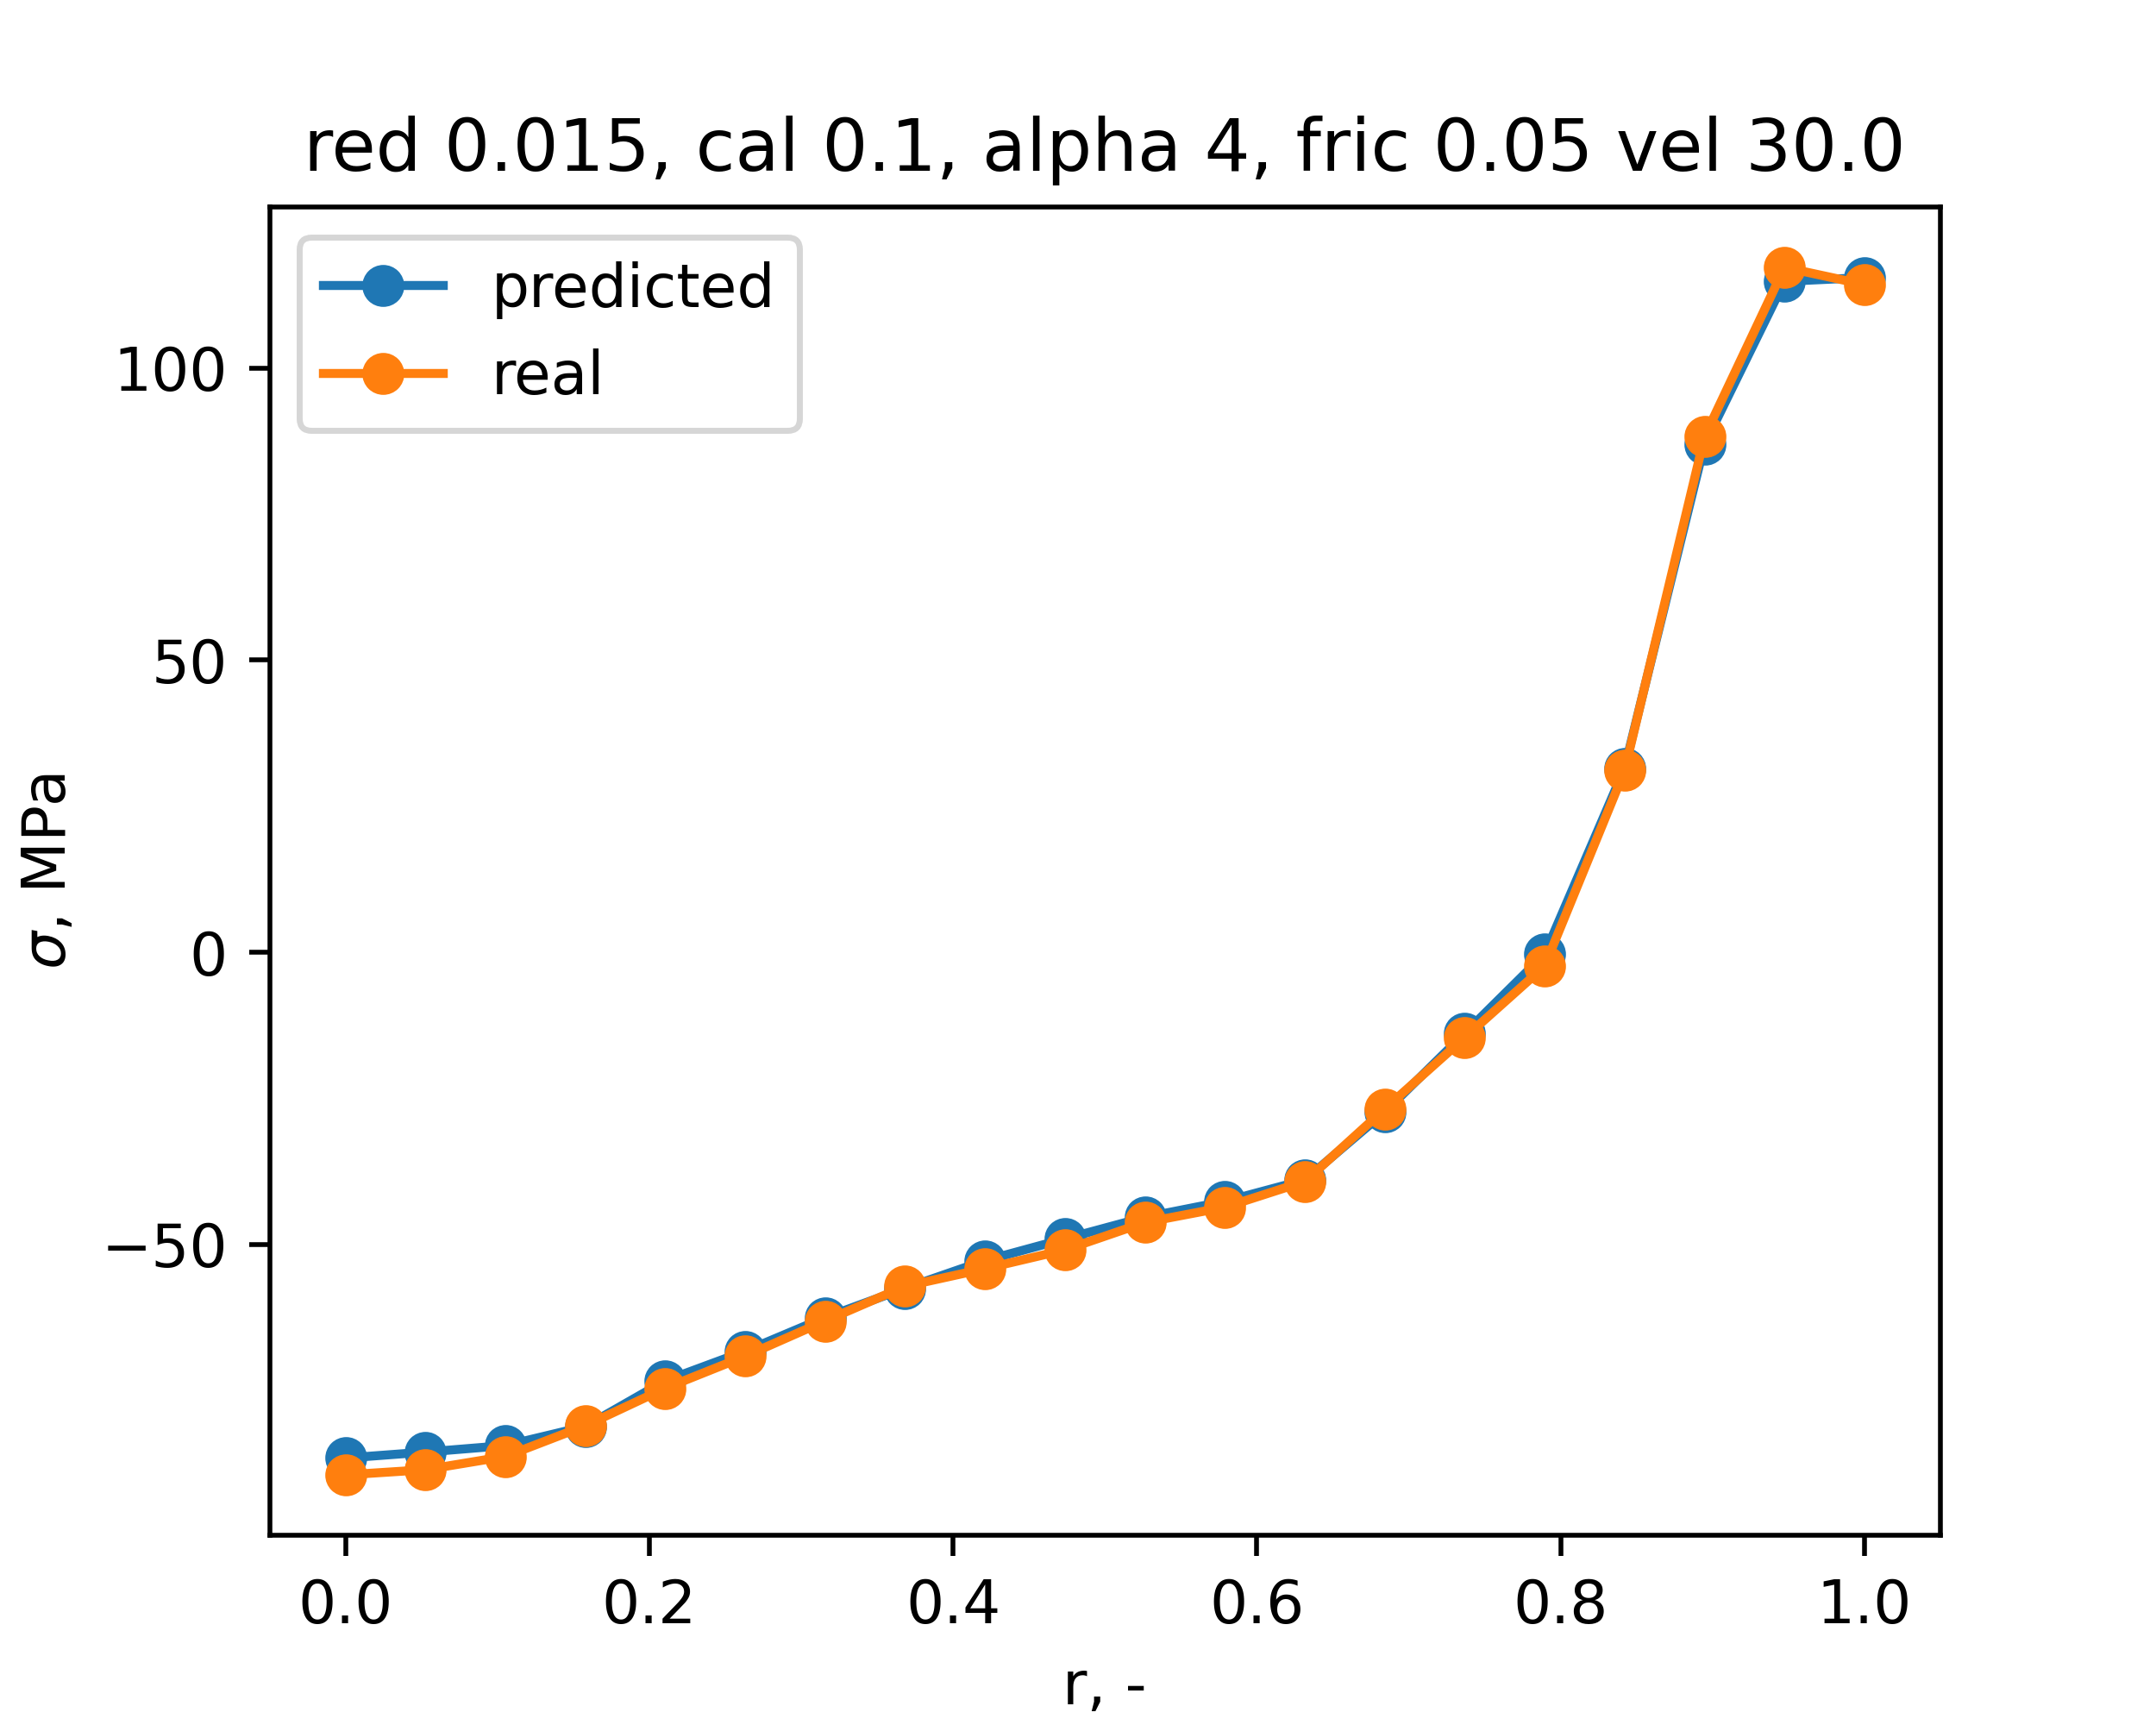 red 0.015, cal 0.1, alpha 4, fric 0.05 vel 30.0
predicted
real
100
50
0
−50
σ, MPa
0.0 0.2 0.4 0.6 0.8 1.0
r, -